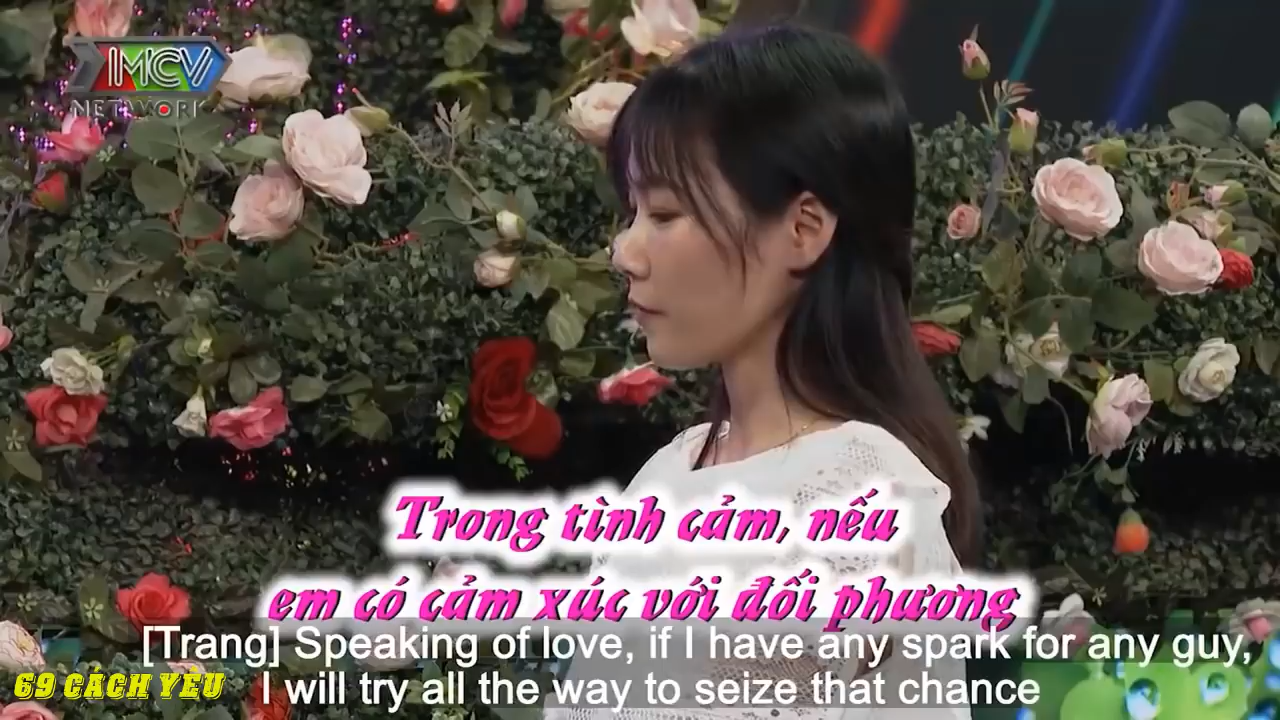 MCV
NETWORK
Trong tình cảm, nếu
em có cảm xúc với đối phương
[Trang] Speaking of love, if I have any spark for any guy,
I will try all the way to seize that chance
69 CÁCH YÊU